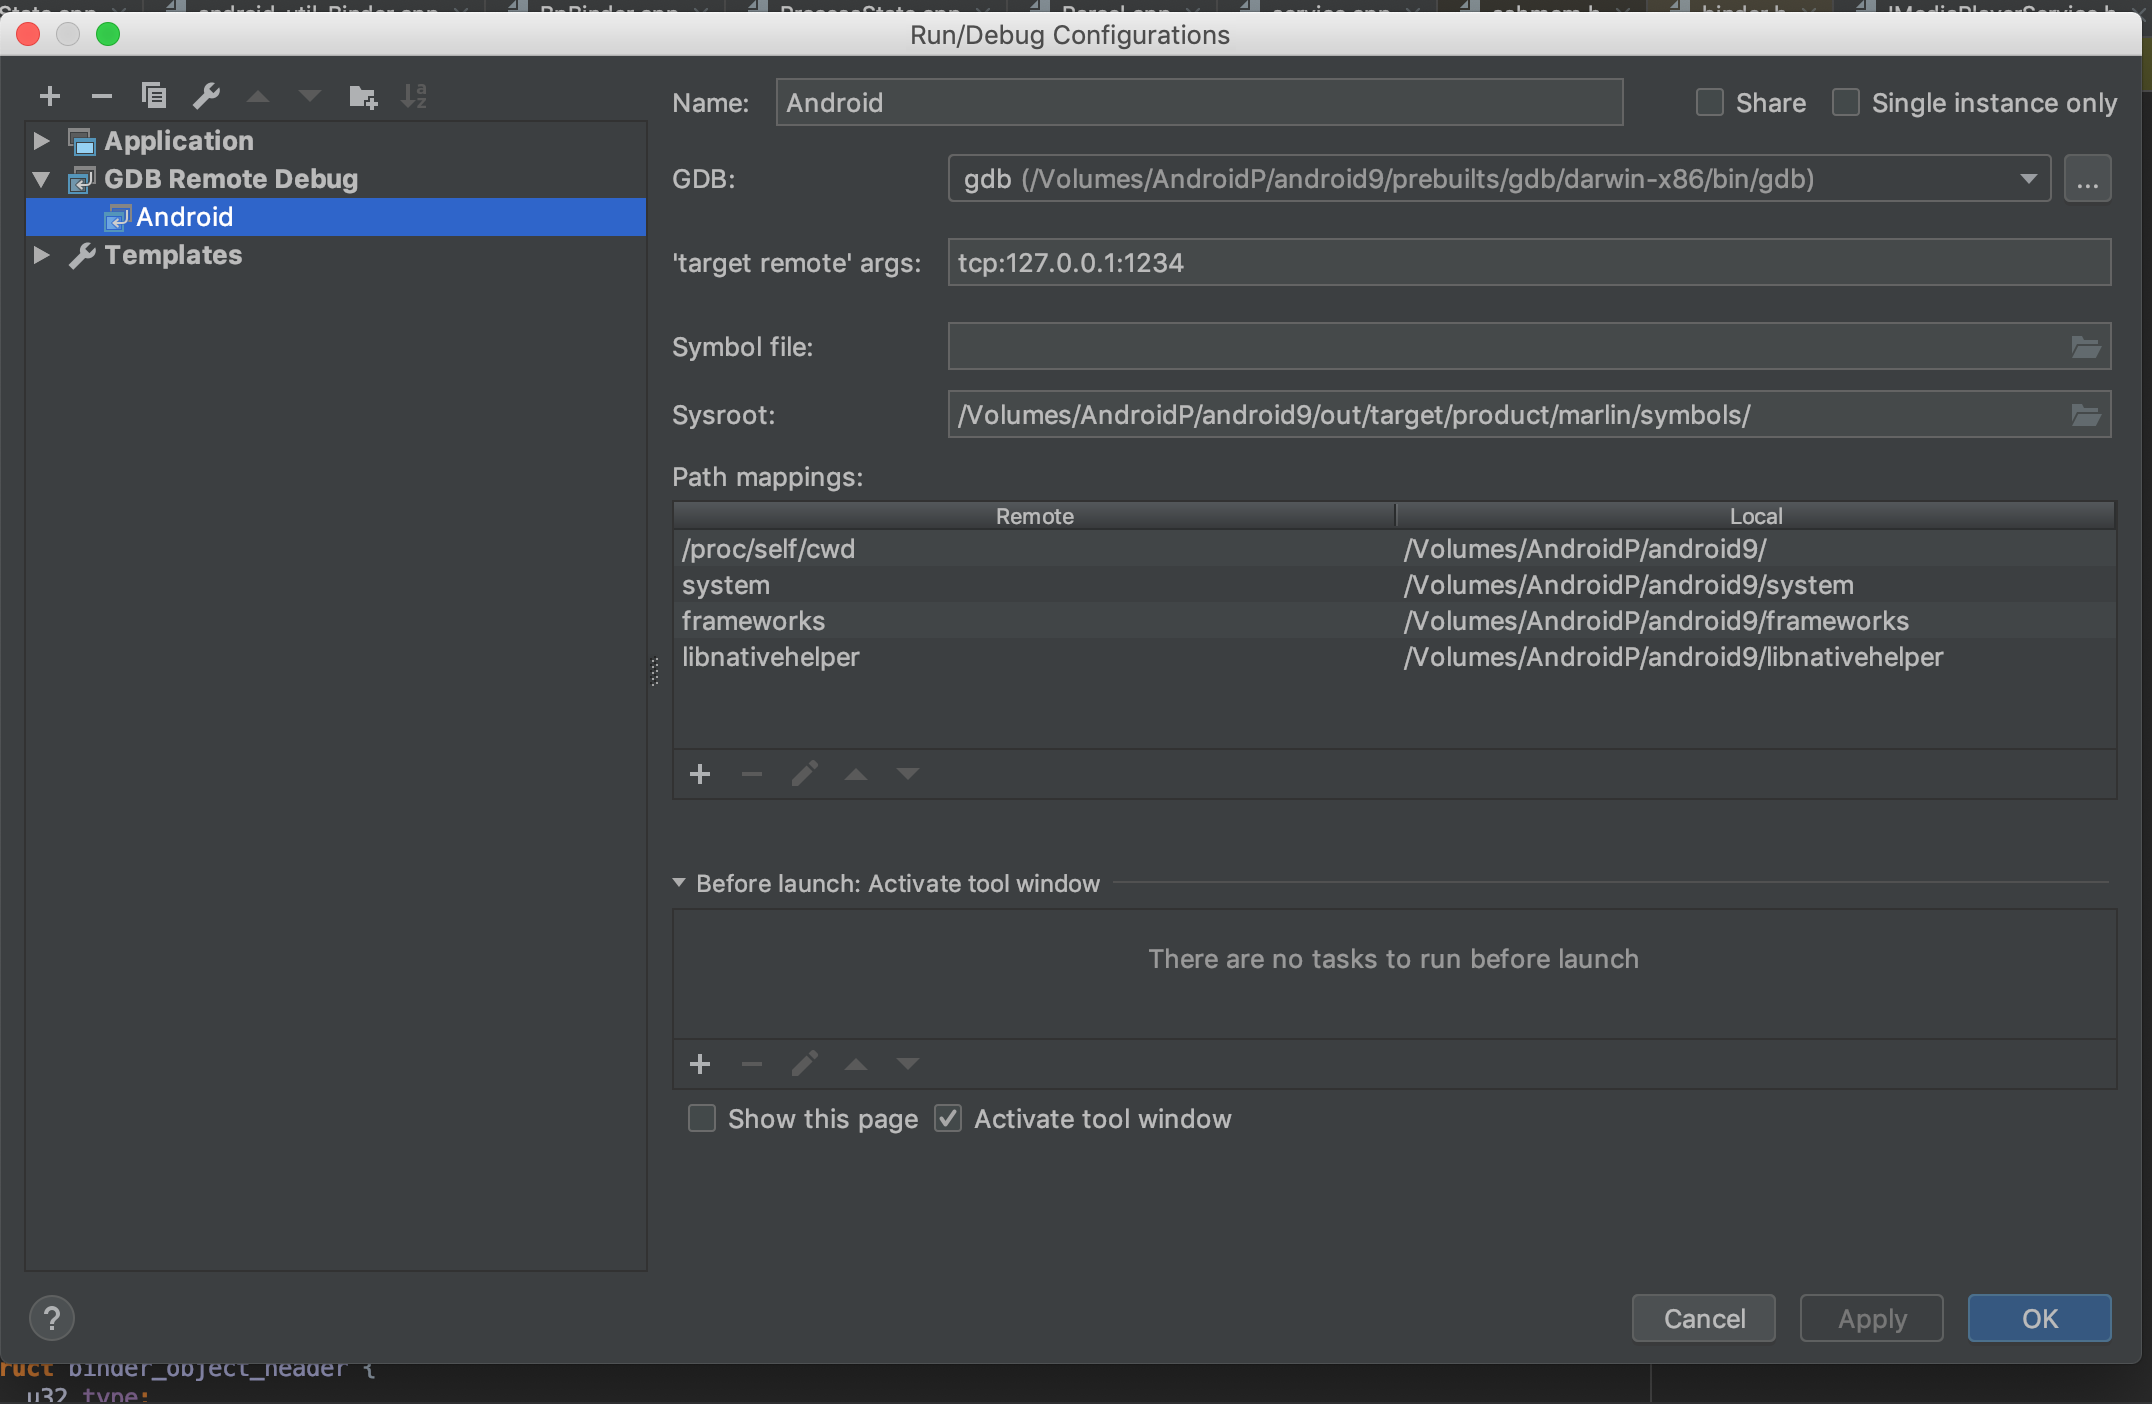 Run/Debug Configurations
Application
GDB Remote Debug
Android
Templates
Name: Android Share Single instance only
GDB: gdb (/Volumes/AndroidP/android9/prebuilts/gdb/darwin-x86/bin/gdb) ...
'target remote' args: tcp:127.0.0.1:1234
Symbol file:
Sysroot: /Volumes/AndroidP/android9/out/target/product/marlin/symbols/
Path mappings:
Remote Local
/proc/self/cwd /Volumes/AndroidP/android9/
system /Volumes/AndroidP/android9/system
frameworks /Volumes/AndroidP/android9/frameworks
libnativehelper /Volumes/AndroidP/android9/libnativehelper
Before launch: Activate tool window
There are no tasks to run before launch
Show this page Activate tool window
? Cancel Apply OK
ruct binder_object_header {
u32 type;